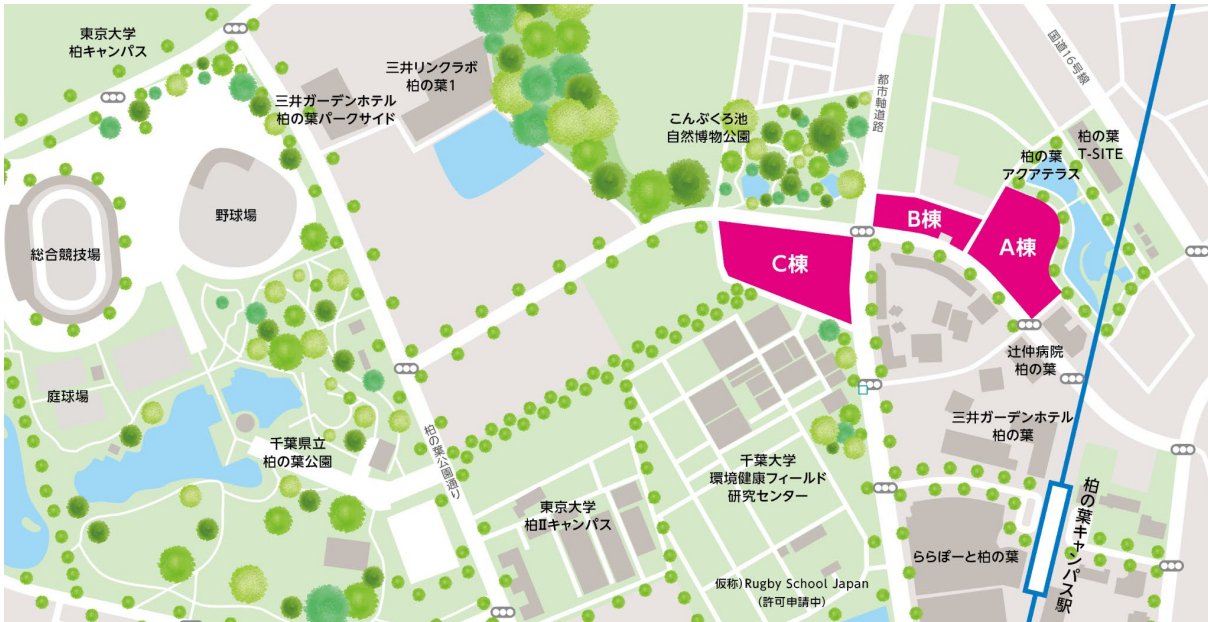 東京大学
柏キャンパス
三井ガーデンホテル
柏の葉パークサイド
三井リンクラボ
柏の葉1
こんぶくろ池
自然博物公園
都市軸道路
国道16号線
柏の葉
T-SITE
柏の葉
アクアテラス
野球場
総合競技場
B棟
A棟
C棟
辻仲病院
柏の葉
庭球場
千葉県立
柏の葉公園
柏の葉公園通り
三井ガーデンホテル
柏の葉
千葉大学
環境健康フィールド
研究センター
東京大学
柏Ⅱキャンパス
ららぽーと柏の葉
柏の葉キャンパス駅
仮称)Rugby School Japan
(許可申請中)